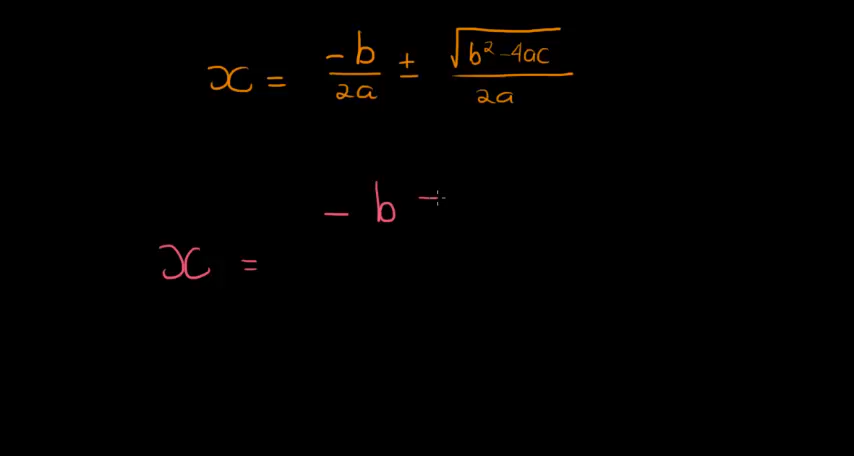 x = -b/2a ± √(b² - 4ac)/2a
x = - b -